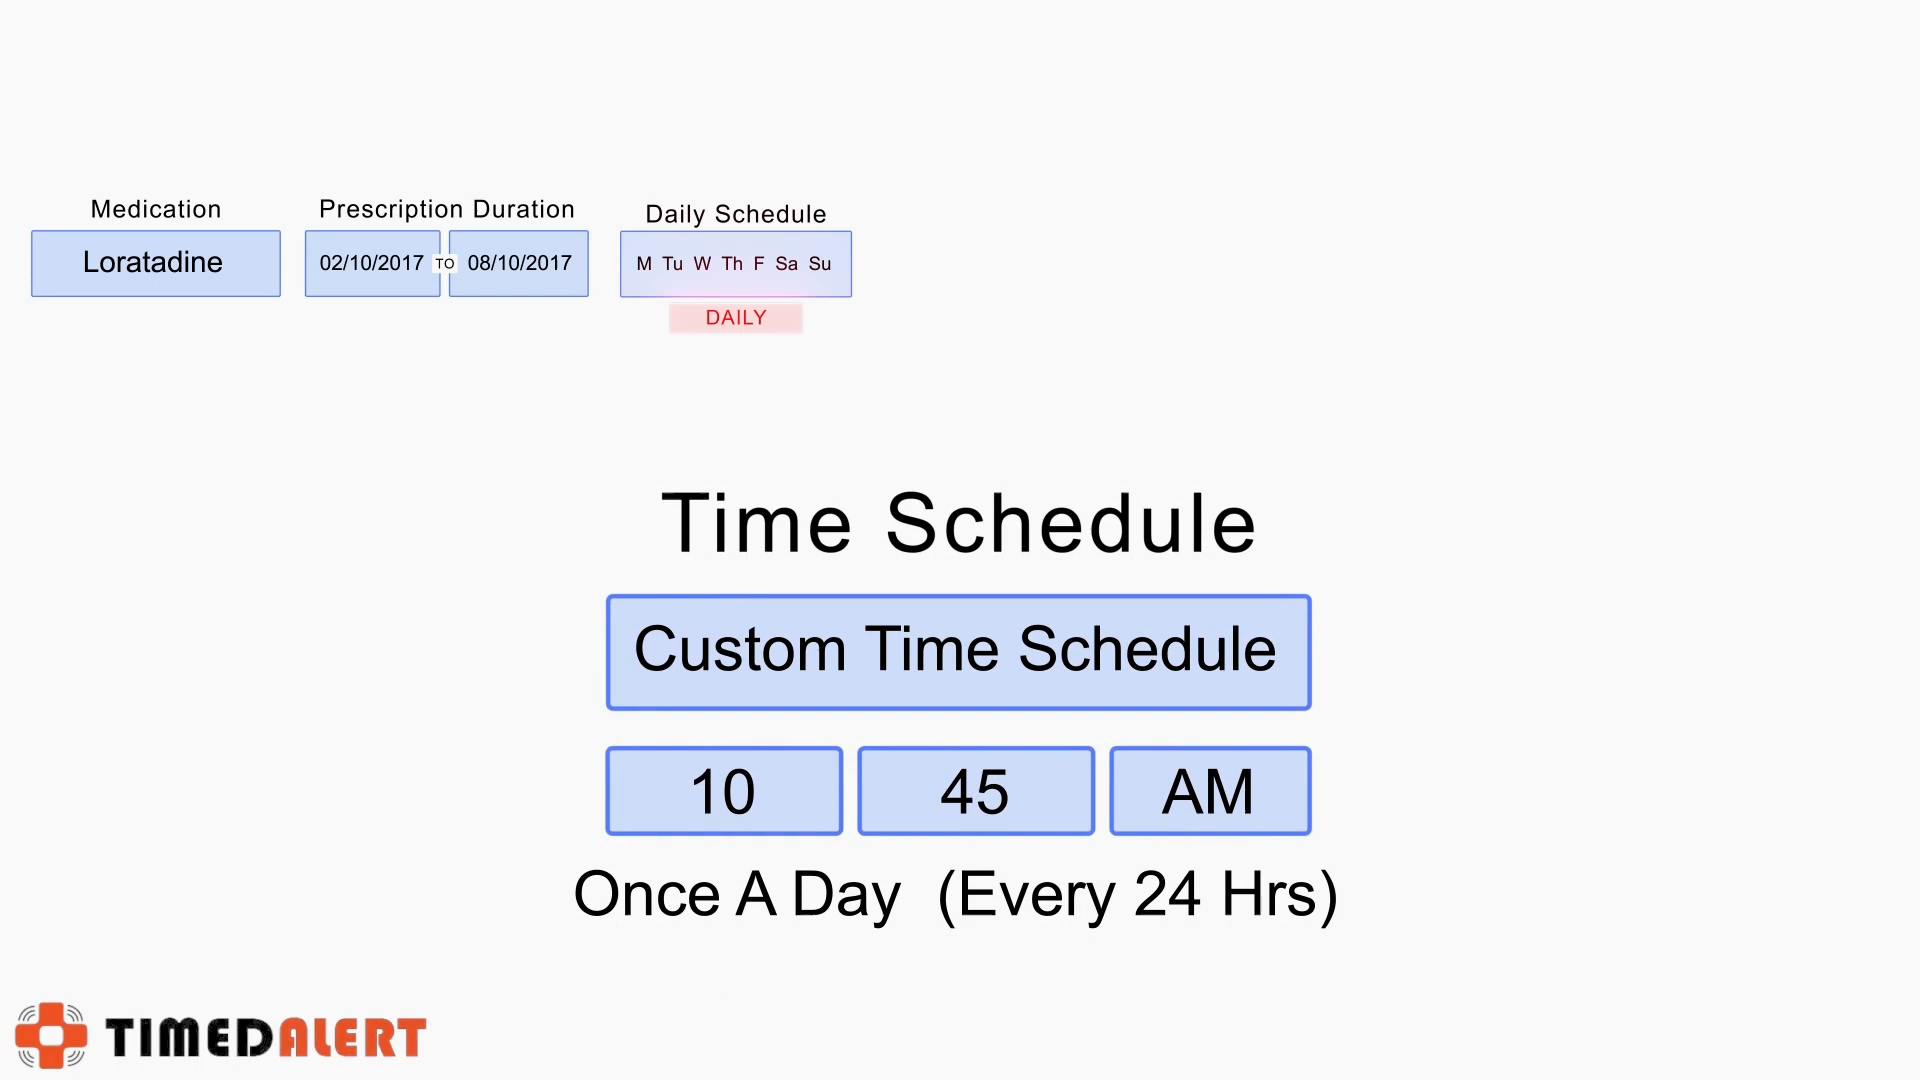 Medication
Prescription Duration
Daily Schedule
Loratadine
02/10/2017 TO 08/10/2017
M Tu W Th F Sa Su
DAILY
Time Schedule
Custom Time Schedule
10 45 AM
Once A Day (Every 24 Hrs)
TIMEDALERT